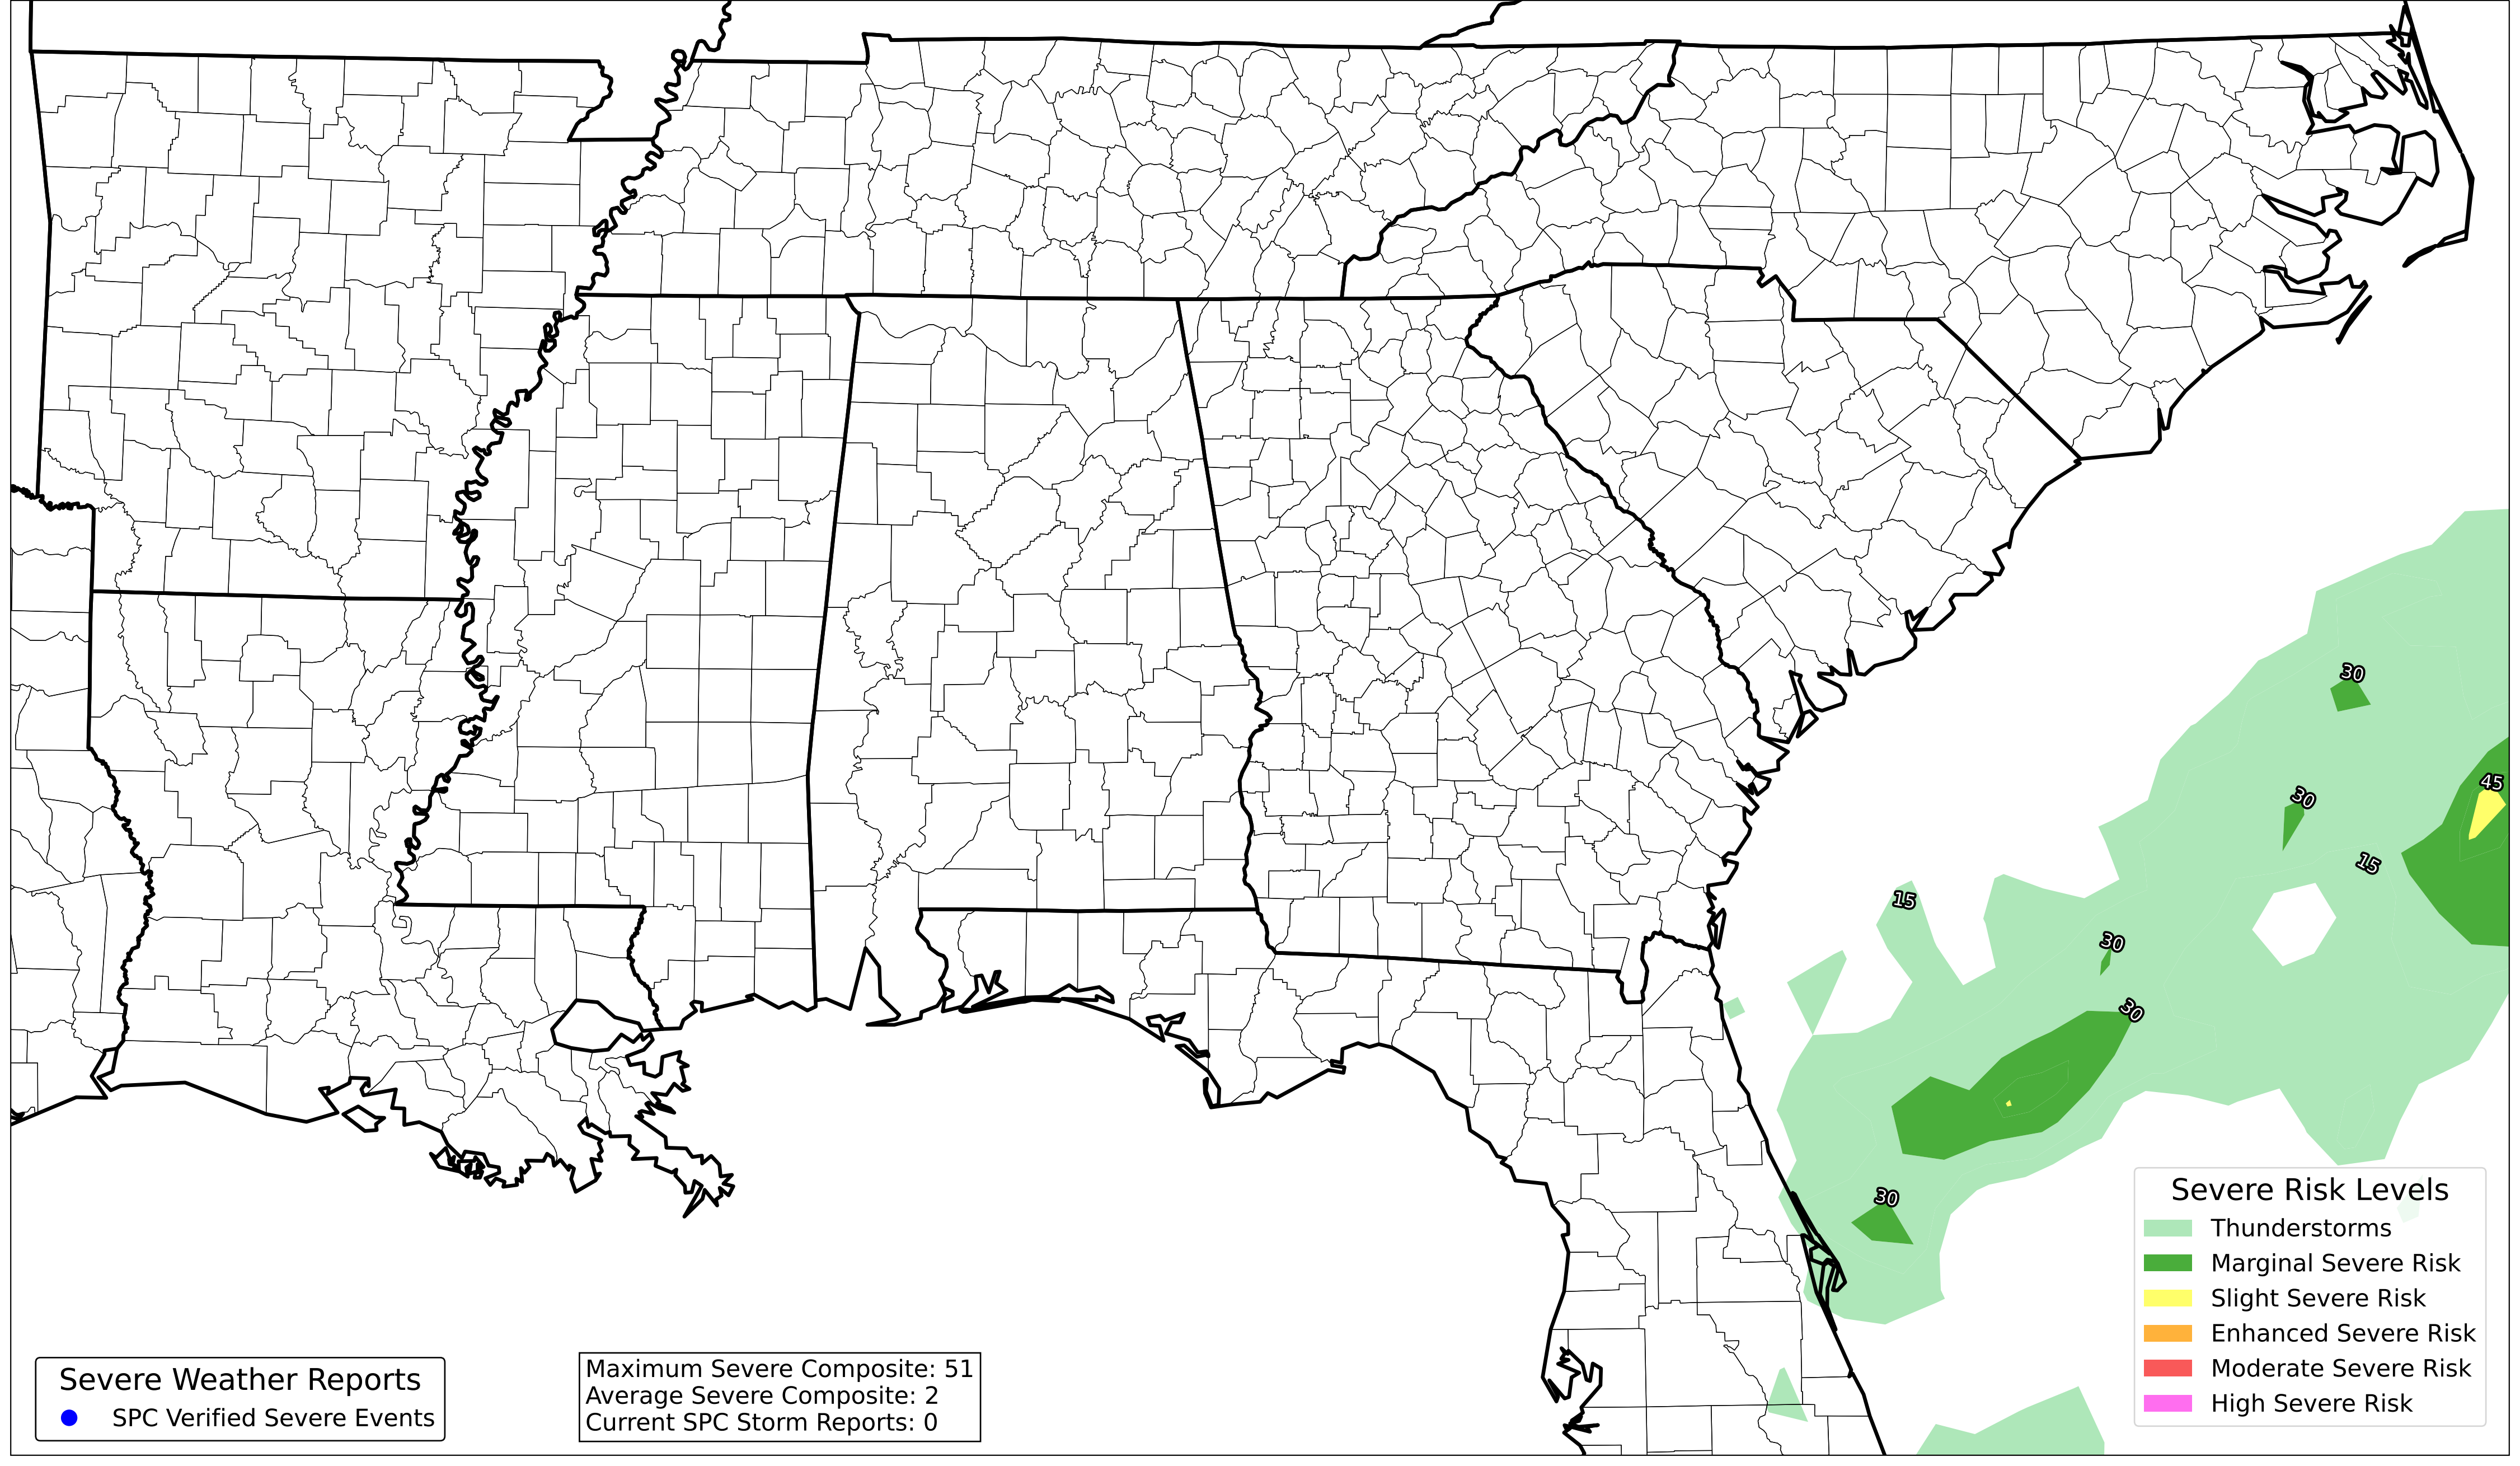 30
45
30
15
15
30
30
30
Severe Risk Levels
Thunderstorms
Marginal Severe Risk
Slight Severe Risk
Enhanced Severe Risk
Moderate Severe Risk
High Severe Risk
Severe Weather Reports
SPC Verified Severe Events
Maximum Severe Composite: 51
Average Severe Composite: 2
Current SPC Storm Reports: 0